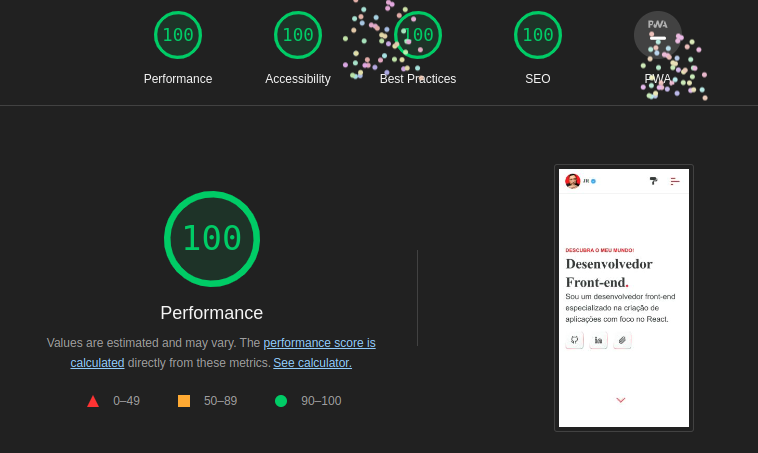 100 100 100 100 PWA
Performance Accessibility Best Practices SEO PWA
100
Performance
Values are estimated and may vary. The performance score is
calculated directly from these metrics. See calculator.
0–49 50–89 90–100
DESCUBRA O MEU MUNDO!
Desenvolvedor
Front-end.
Sou um desenvolvedor front-end
especializado na criação de
aplicações com foco no React.